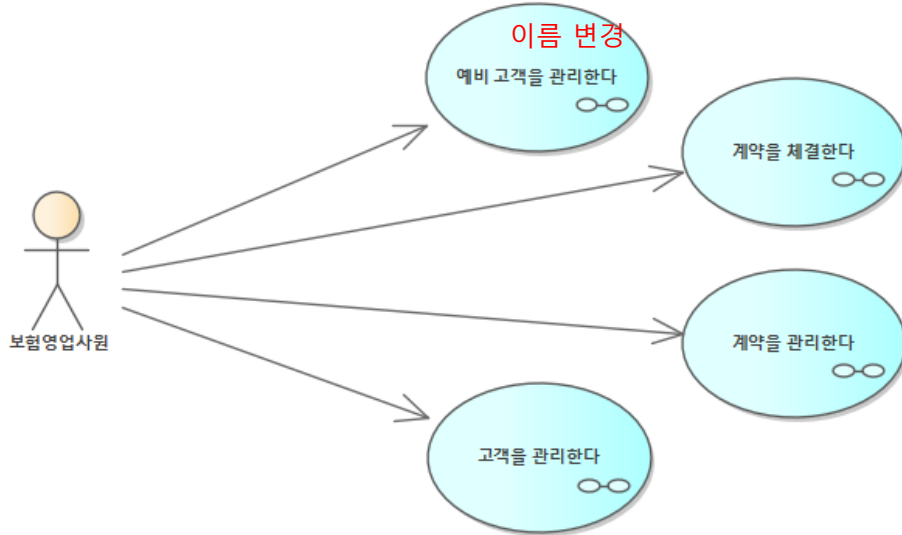 이름 변경
예비 고객을 관리한다
계약을 체결한다
보험영업사원
계약을 관리한다
고객을 관리한다